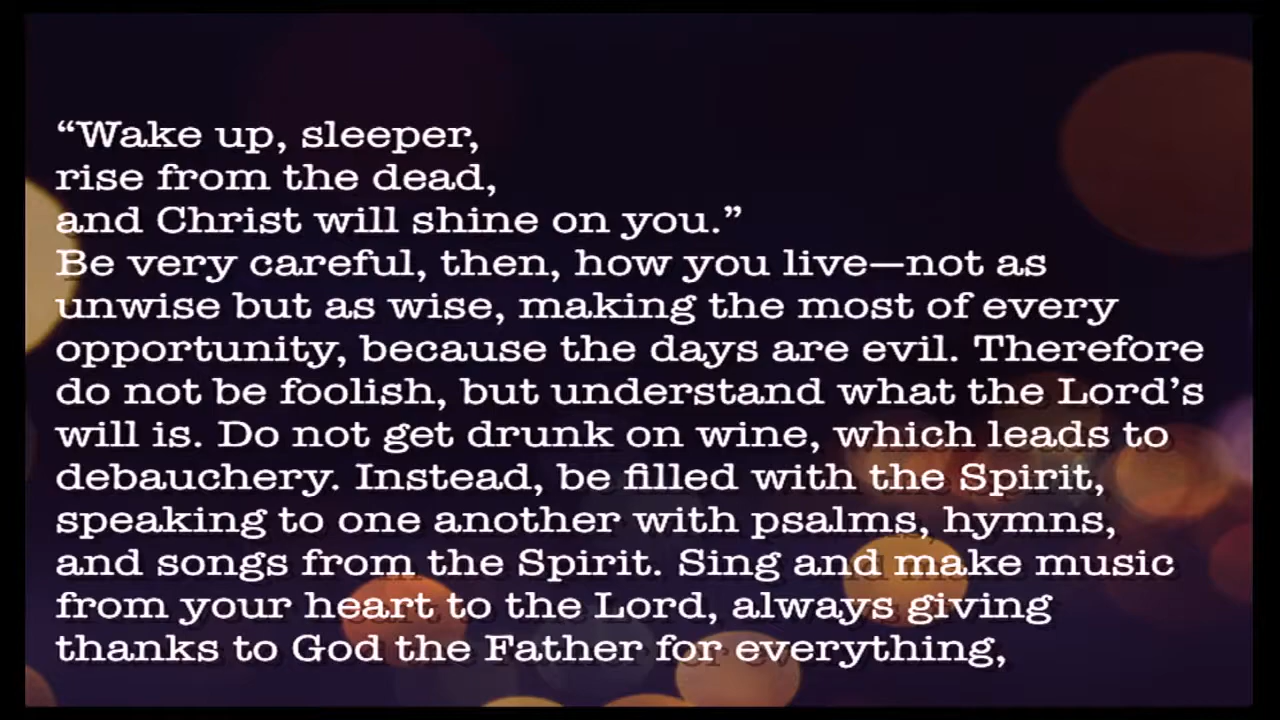 “Wake up, sleeper,
rise from the dead,
and Christ will shine on you.”
Be very careful, then, how you live—not as
unwise but as wise, making the most of every
opportunity, because the days are evil. Therefore
do not be foolish, but understand what the Lord’s
will is. Do not get drunk on wine, which leads to
debauchery. Instead, be filled with the Spirit,
speaking to one another with psalms, hymns,
and songs from the Spirit. Sing and make music
from your heart to the Lord, always giving
thanks to God the Father for everything,